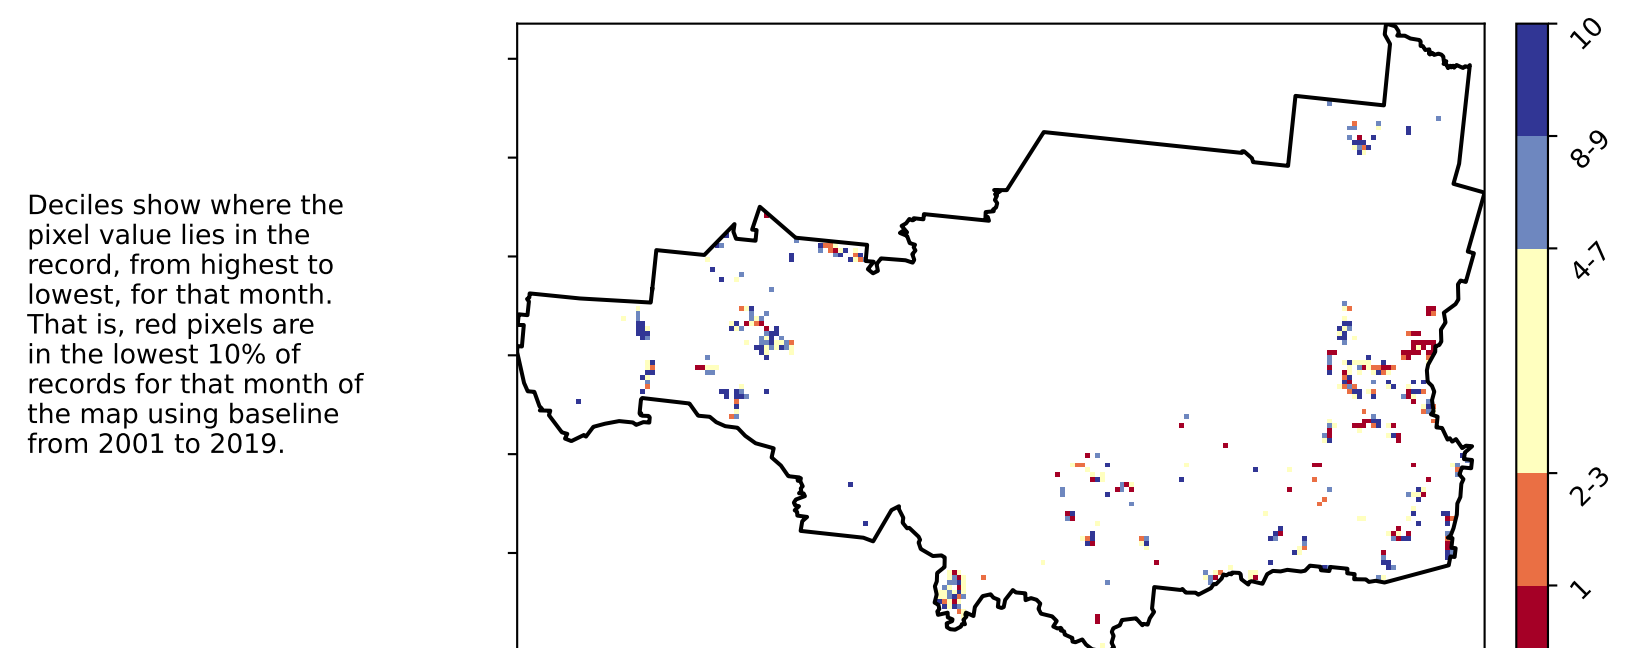 Deciles show where the
pixel value lies in the
record, from highest to
lowest, for that month.
That is, red pixels are
in the lowest 10% of
records for that month of
the map using baseline
from 2001 to 2019.
10
8-9
4-7
2-3
1